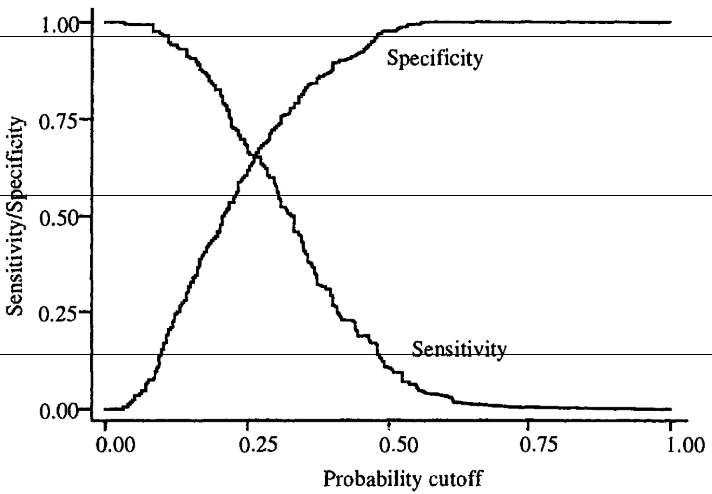 1.00
Specificity
0.75
Sensitivity/Specificity
0.50
0.25
Sensitivity
0.00
0.00 0.25 0.50 0.75 1.00
Probability cutoff